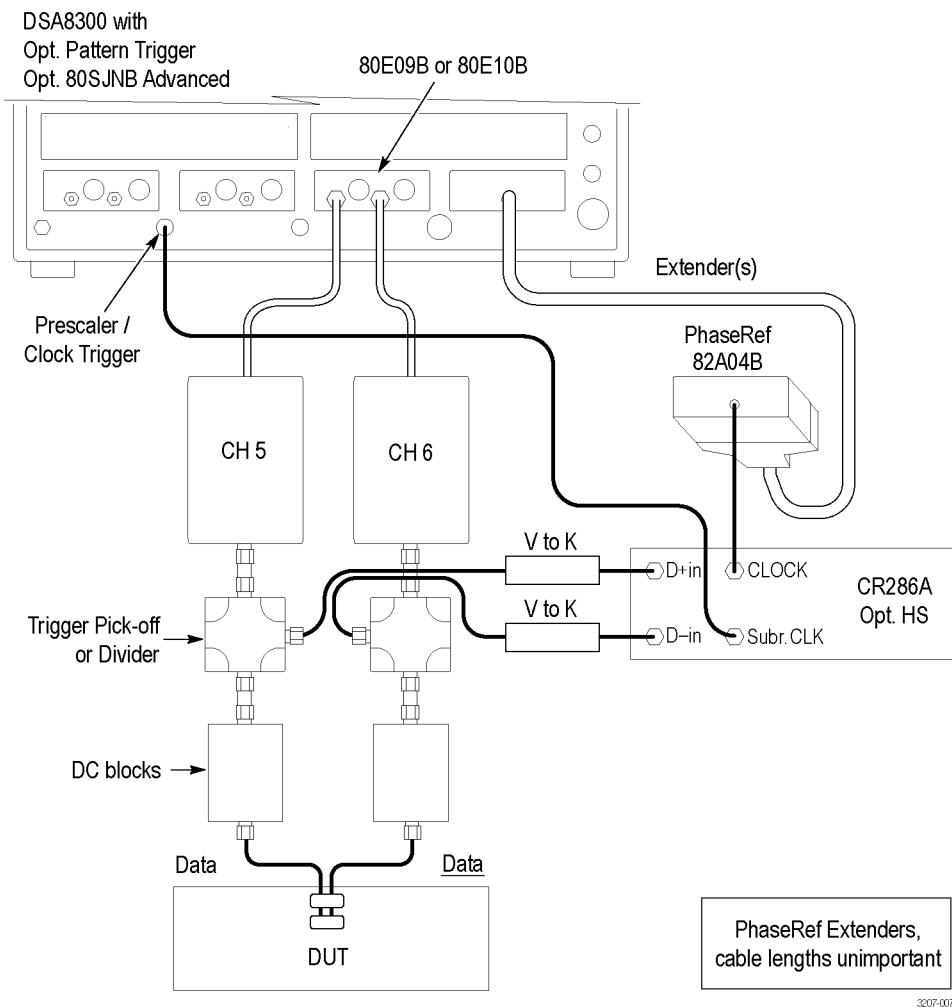 DSA8300 with
Opt. Pattern Trigger
Opt. 80SJNB Advanced
80E09B or 80E10B
Extender(s)
Prescaler /
Clock Trigger
PhaseRef
82A04B
CH 5
CH 6
V to K
D+in
CLOCK
CR286A
Opt. HS
Trigger Pick-off
or Divider
V to K
D–in
Subr. CLK
DC blocks
Data
Data
DUT
PhaseRef Extenders,
cable lengths unimportant
3207-007